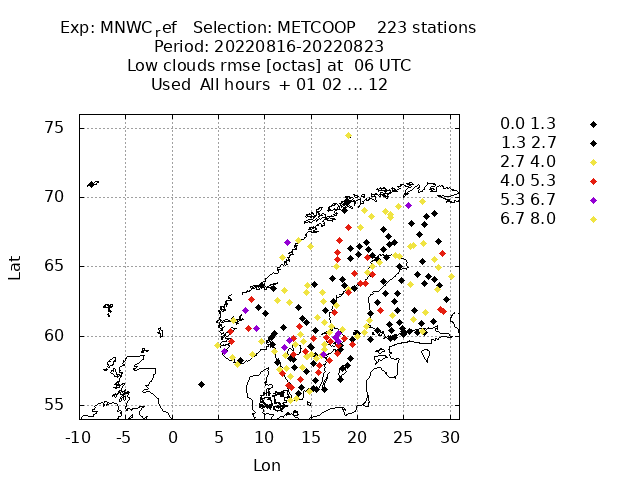 Exp: MNWCref Selection: METCOOP 223 stations
Period: 20220816-20220823
Low clouds rmse [octas] at 06 UTC
Used All hours + 01 02 ... 12
0.0 1.3
1.3 2.7
2.7 4.0
4.0 5.3
5.3 6.7
6.7 8.0
75
70
65
60
55
Lat
-10 -5 0 5 10 15 20 25 30
Lon